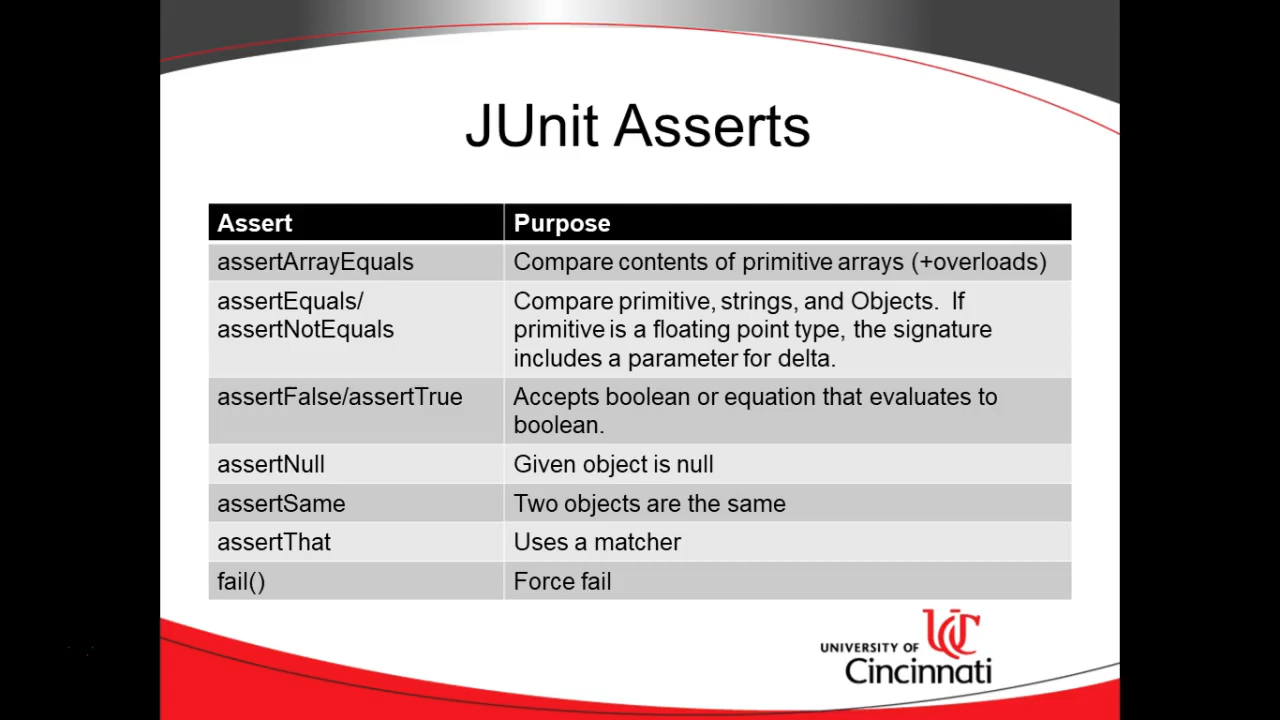 JUnit Asserts
Assert Purpose
assertArrayEquals Compare contents of primitive arrays (+overloads)
assertEquals/
assertNotEquals
Compare primitive, strings, and Objects.  If
primitive is a floating point type, the signature
includes a parameter for delta.
assertFalse/assertTrue
Accepts boolean or equation that evaluates to
boolean.
assertNull Given object is null
assertSame Two objects are the same
assertThat Uses a matcher
fail() Force fail
UC
UNIVERSITY OF
Cincinnati